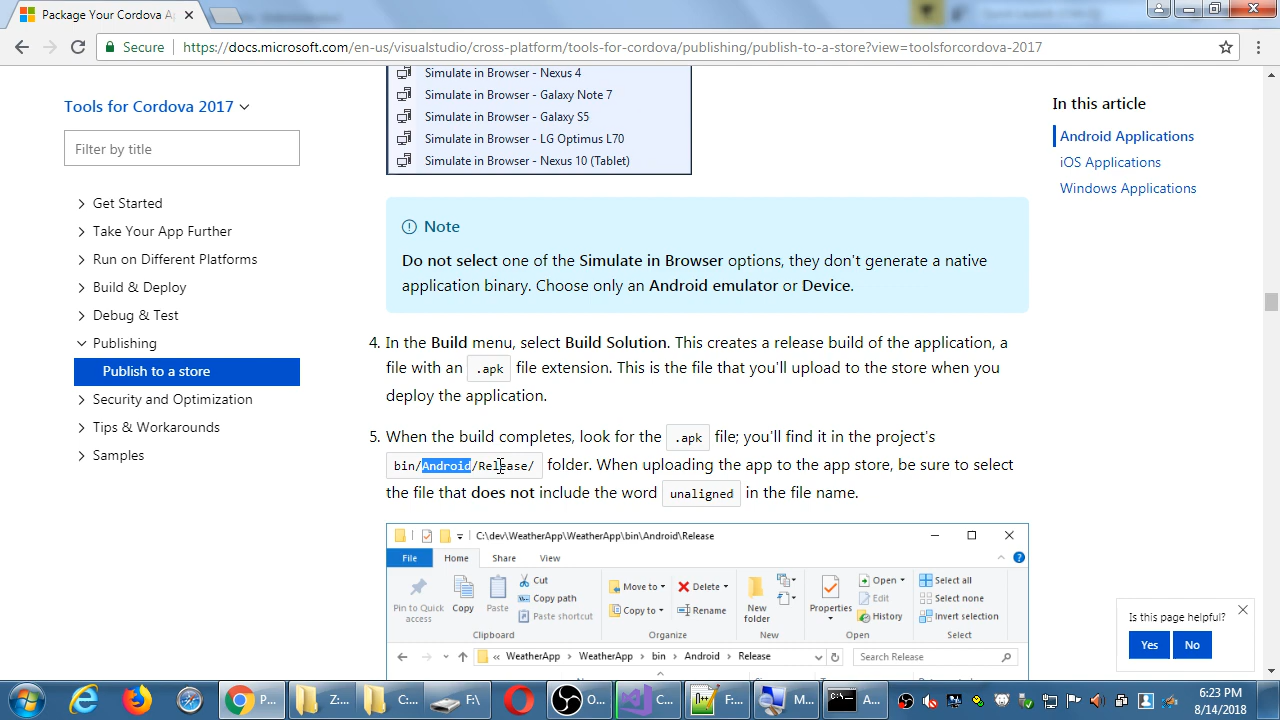 Package Your Cordova A
Secure
https://docs.microsoft.com/en-us/visualstudio/cross-platform/tools-for-cordova/publishing/publish-to-a-store?view=toolsforcordova-2017
Tools for Cordova 2017
Filter by title
Get Started
Take Your App Further
Run on Different Platforms
Build & Deploy
Debug & Test
Publishing
Publish to a store
Security and Optimization
Tips & Workarounds
Samples
Simulate in Browser - Nexus 4
Simulate in Browser - Galaxy Note 7
Simulate in Browser - Galaxy S5
Simulate in Browser - LG Optimus L70
Simulate in Browser - Nexus 10 (Tablet)
Note
Do not select one of the Simulate in Browser options, they don't generate a native
application binary. Choose only an Android emulator or Device.
4. In the Build menu, select Build Solution. This creates a release build of the application, a
file with an .apk file extension. This is the file that you'll upload to the store when you
deploy the application.
5. When the build completes, look for the .apk file; you'll find it in the project's
bin/Android/Release/ folder. When uploading the app to the app store, be sure to select
the file that does not include the word unaligned in the file name.
C:\dev\WeatherApp\WeatherApp\bin\Android\Release
File Home Share View
Pin to Quick access
Copy
Paste
Cut
Copy path
Paste shortcut
Clipboard
Move to
Copy to
Delete
Rename
Organize
New folder
New
Properties
Open
Edit
History
Open
Select all
Select none
Invert selection
Select
WeatherApp > WeatherApp > bin > Android > Release
Search Release
In this article
Android Applications
iOS Applications
Windows Applications
Is this page helpful?
Yes No
P... Z... C... F:\ O... C... F:... M... A...
6:23 PM
8/14/2018